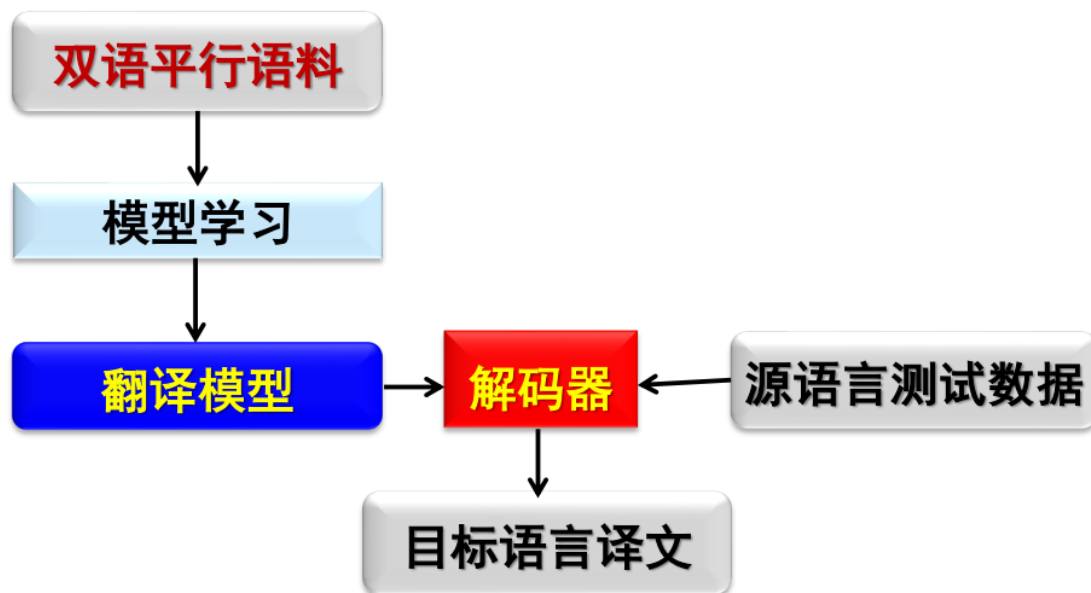 双语平行语料
模型学习
翻译模型
解码器
源语言测试数据
目标语言译文